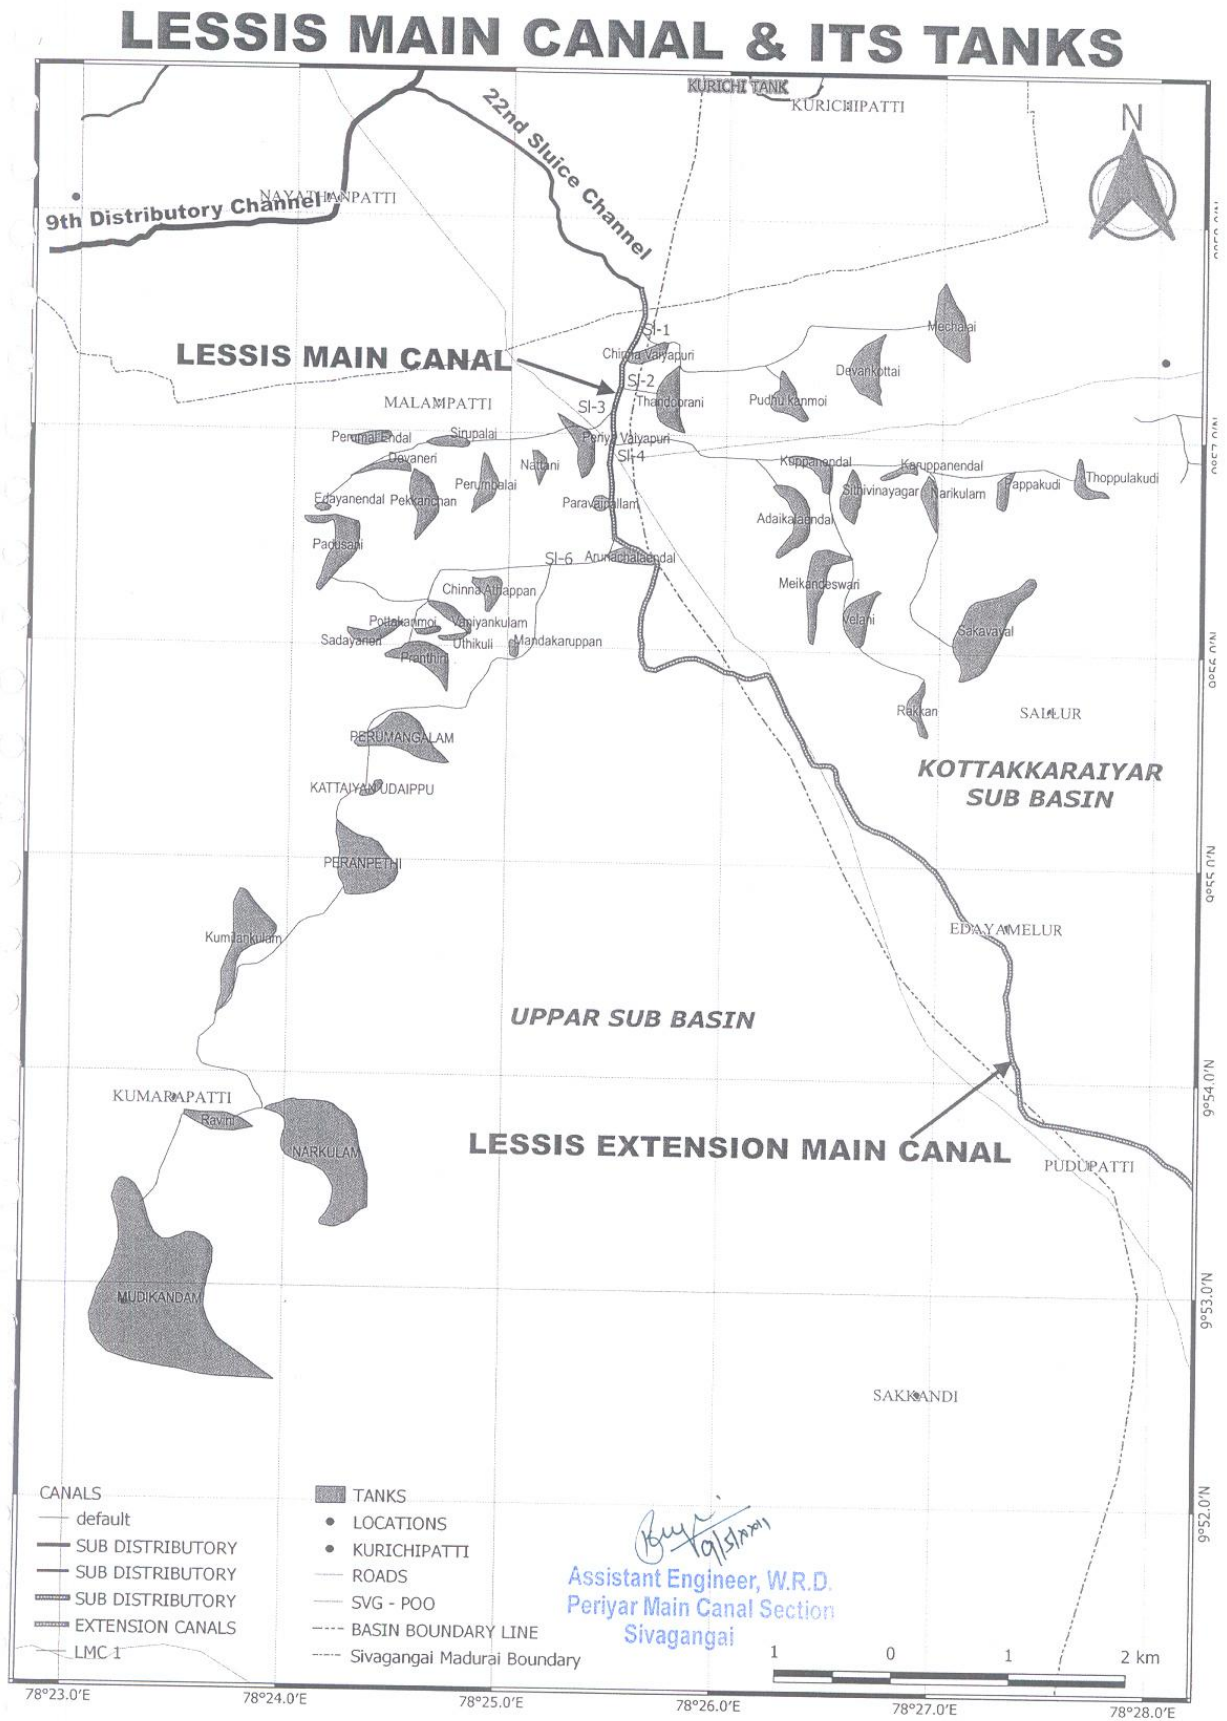 LESSIS MAIN CANAL & ITS TANKS
KURICHI TANK
KURICHIPATTI
N
22nd Sluice Channel
NAYATHANPATTI
9th Distributory Channel
Sl-1
Mechalai
LESSIS MAIN CANAL
Chinna Vaiyapuri
Devankottai
Sl-2
MALAMPATTI
Sl-3
Thandorani
Pudhu kanmoi
Perumal Endal
Sirupalai
Periya Vaiyapuri
Sl-4
Devaneri
Nattani
Kuppanendal
Karuppanendal
Edayanendal
Pekkanchan
Perumbalai
Paravaipallam
Sithivinayagar
Narikulam
Pappakudi
Thoppulakudi
Adaikalaendal
Padusani
Sl-6
Arunachalaendal
Chinna Athappan
Meikandeswari
Pottakanmoi
Vaniyankulam
Velani
Sadayaneri
Uthikuli
Mandakaruppan
Sakavayal
Pranthini
Rakkan
SALLUR
PERUMANGALAM
KOTTAKKARAIYAR
SUB BASIN
KATTAIYAN UDAIPPU
PERANPETHI
Kumilankulam
EDAYAMELUR
UPPAR SUB BASIN
KUMARAPATTI
Ravini
NARKULAM
LESSIS EXTENSION MAIN CANAL
PUDUPATTI
MUDIKANDAM
SAKKANDI
9°56.0'N
9°55.0'N
9°54.0'N
9°53.0'N
9°52.0'N
CANALS
default
SUB DISTRIBUTORY
SUB DISTRIBUTORY
SUB DISTRIBUTORY
EXTENSION CANALS
LMC 1
TANKS
LOCATIONS
KURICHIPATTI
ROADS
SVG - POO
BASIN BOUNDARY LINE
Sivagangai Madurai Boundary
Assistant Engineer, W.R.D.
Periyar Main Canal Section
Sivagangai
1 0 1 2 km
78°23.0'E 78°24.0'E 78°25.0'E 78°26.0'E 78°27.0'E 78°28.0'E